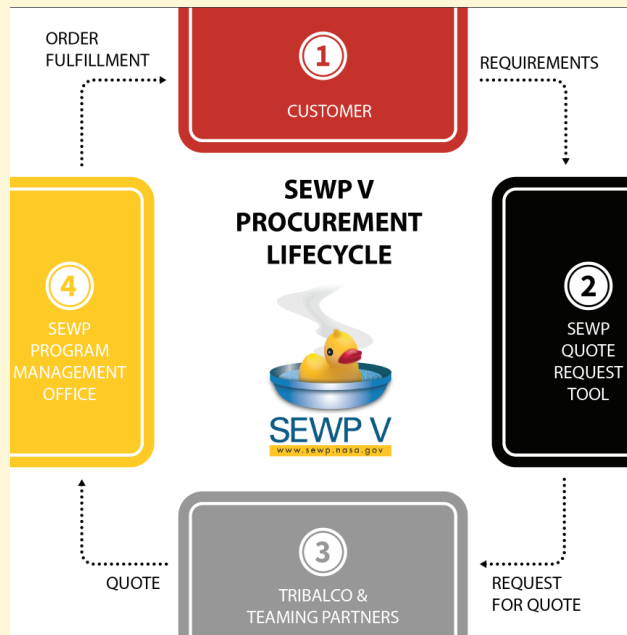 ORDER
FULFILLMENT
1
CUSTOMER
REQUIREMENTS
SEWP V
PROCUREMENT
LIFECYCLE
4
SEWP
PROGRAM
MANAGEMENT
OFFICE
2
SEWP
QUOTE
REQUEST
TOOL
SEWP V
www.sewp.nasa.gov
QUOTE
3
TRIBALCO &
TEAMING PARTNERS
REQUEST
FOR QUOTE